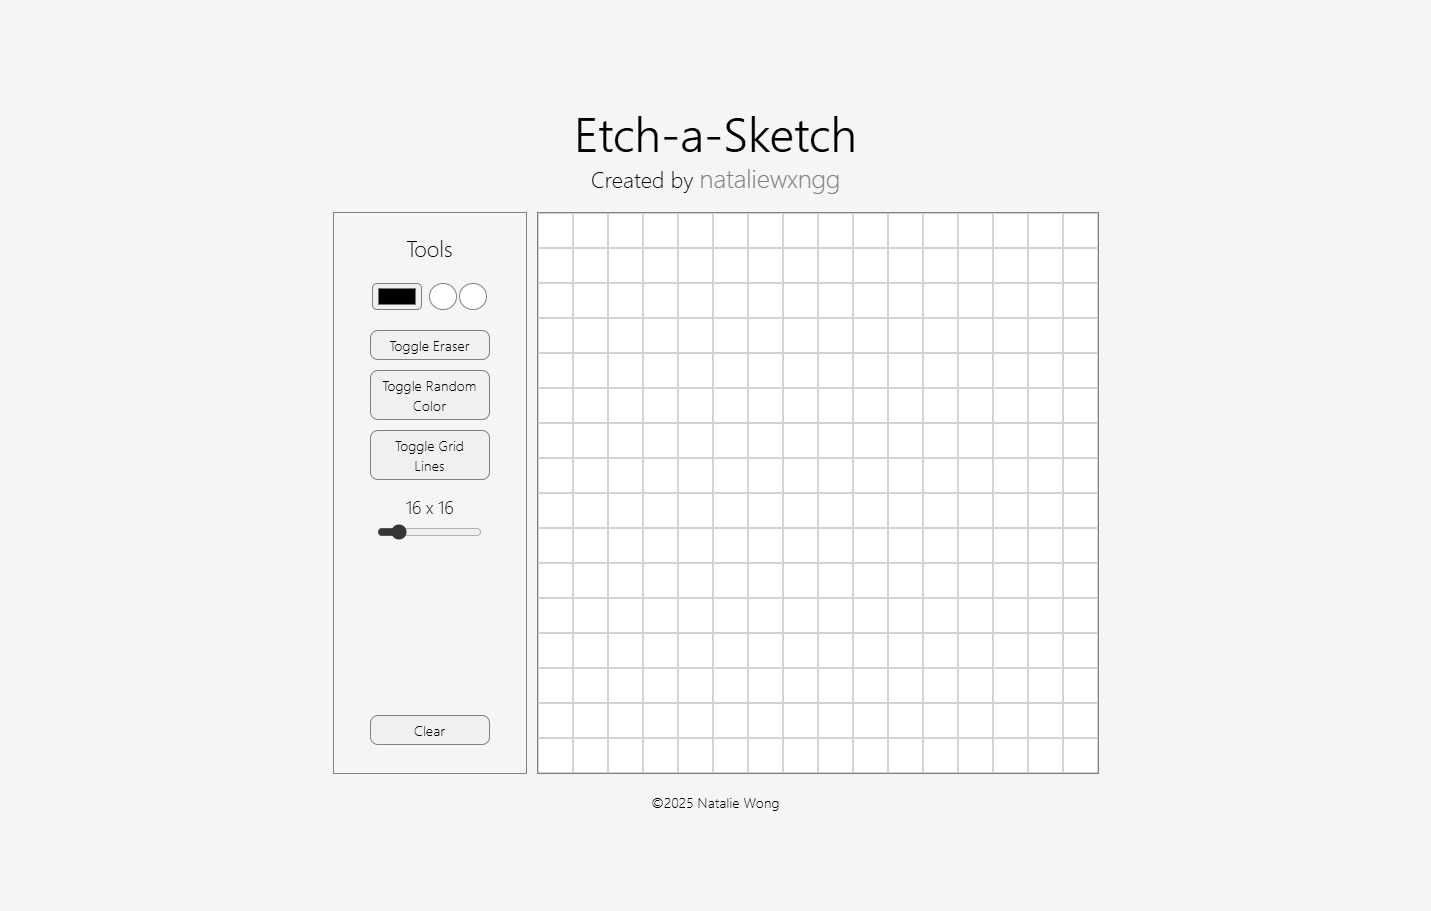 Etch-a-Sketch
Created by nataliewxngg
Tools
Toggle Eraser
Toggle Random
Color
Toggle Grid
Lines
16 x 16
Clear
©2025 Natalie Wong